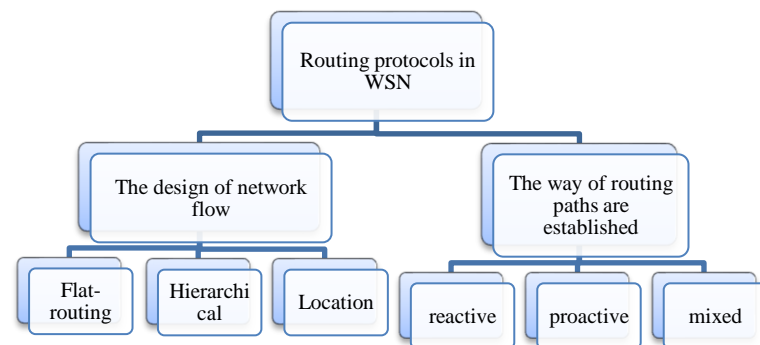 Routing protocols in
WSN
The design of network
flow
The way of routing
paths are
established
Flat-
routing
Hierarchi
cal
Location
reactive
proactive
mixed